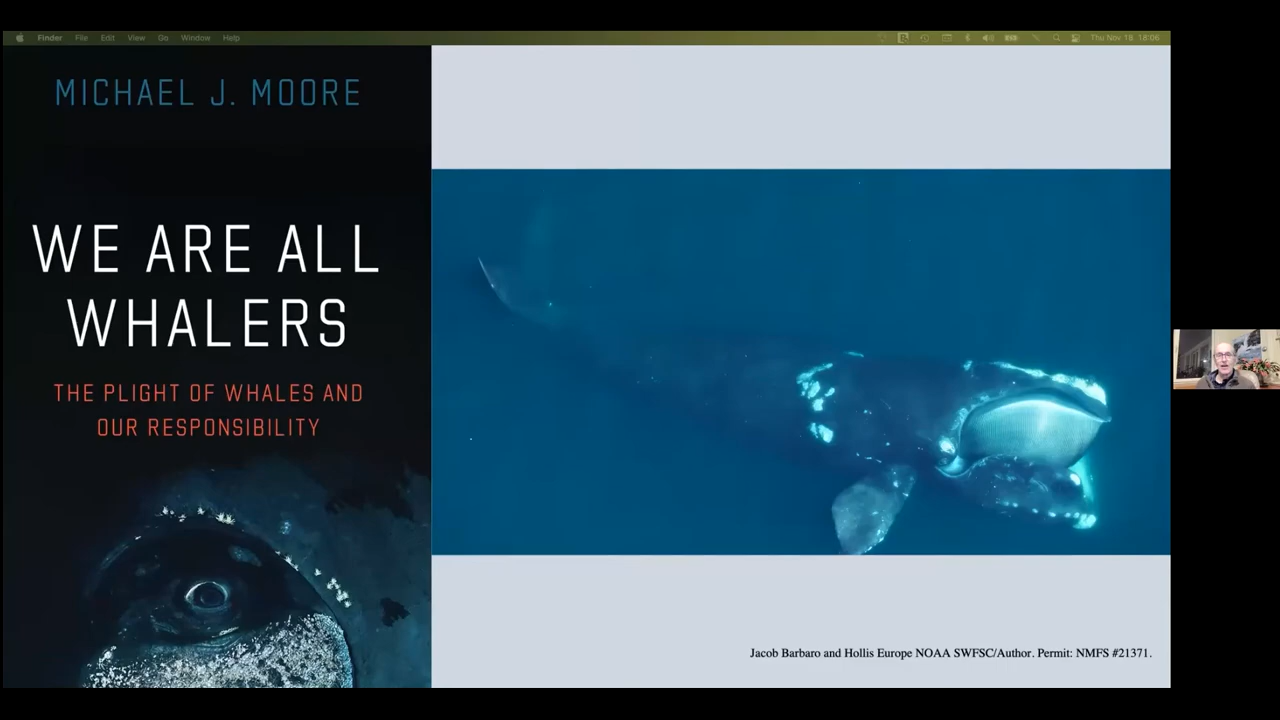 Finder File Edit View Go Window Help
Thu Nov 18 18:06
MICHAEL J. MOORE
WE ARE ALL
WHALERS
THE PLIGHT OF WHALES AND
OUR RESPONSIBILITY
Jacob Barbaro and Hollis Europe NOAA SWFSC/Author. Permit: NMFS #21371.